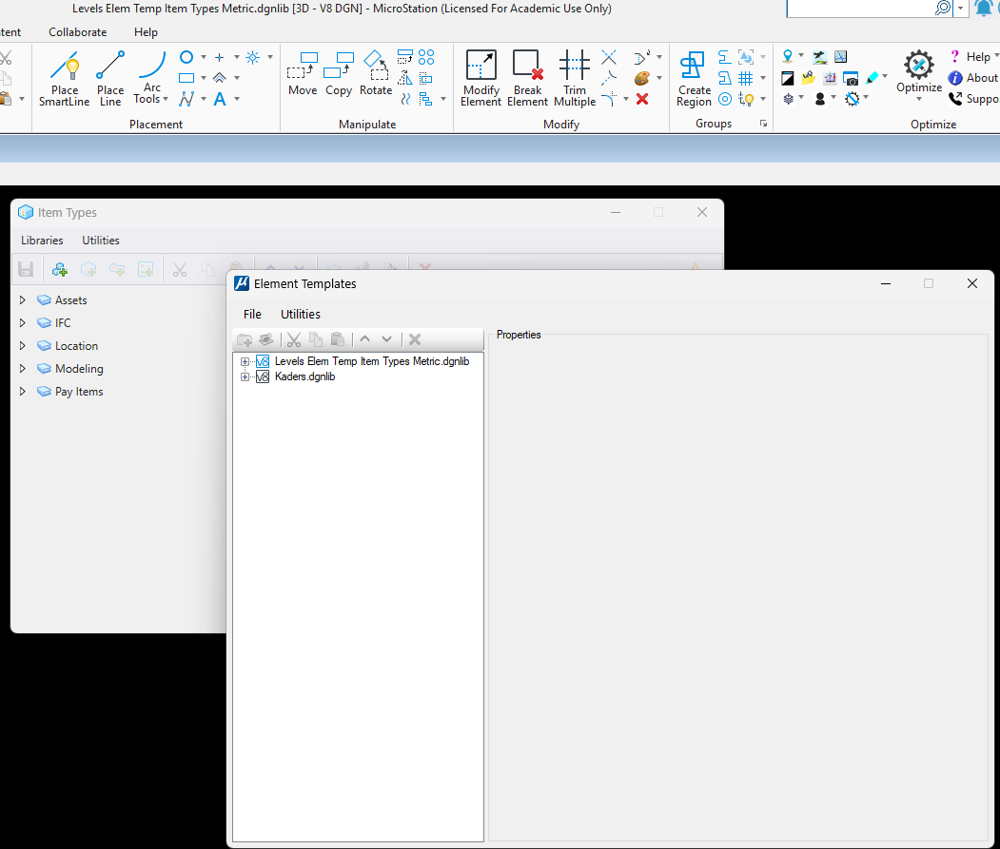 Levels Elem Temp Item Types Metric.dgnlib [3D - V8 DGN] - MicroStation (Licensed For Academic Use Only)
tent Collaborate Help
Place SmartLine
Place Line
Arc Tools
Placement
Move Copy Rotate
Manipulate
Modify Element
Break Element
Trim Multiple
Modify
Create Region
Groups
Optimize
Help
About
Suppo
Optimize
Item Types
Libraries Utilities
Assets
IFC
Location
Modeling
Pay Items
Element Templates
File Utilities
V8 Levels Elem Temp Item Types Metric.dgnlib
V8 Kaders.dgnlib
Properties